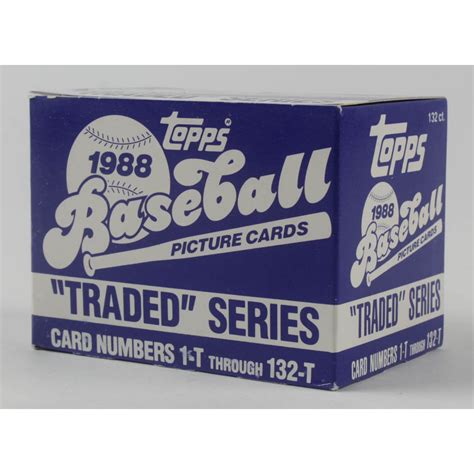 TOPPS®
1988
Baseball
PICTURE CARDS
"TRADED" SERIES
CARD NUMBERS 1-T THROUGH 132-T
132 ct.
TOPPS
1988
Baseball
PICTURE CARDS
"TRADED" SERIES
CARD NUMBERS 1-T THROUGH 132-T